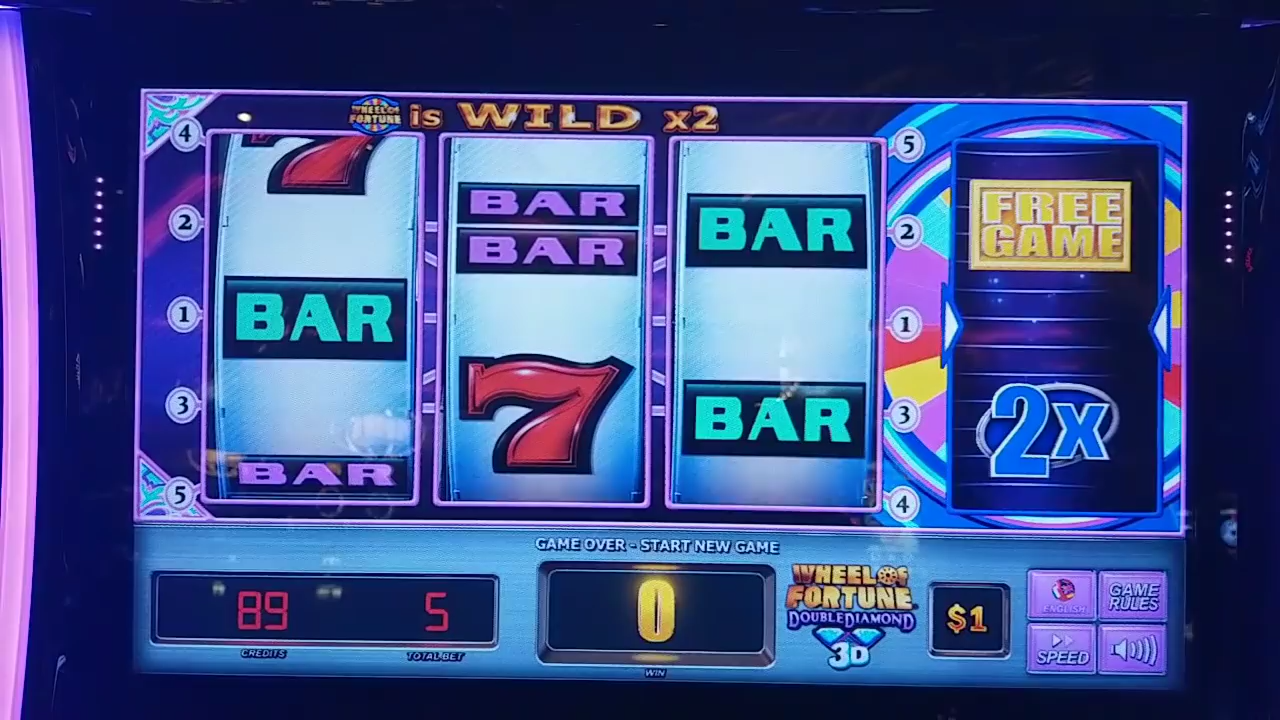 WHEEL OF FORTUNE is WILD x2
4
5
7
BAR
BAR
BAR
FREE GAME
2
2
BAR
1
1
7
3
BAR
3
2x
BAR
5
4
GAME OVER - START NEW GAME
89
5
0
WHEEL OF
FORTUNE
DOUBLE DIAMOND
3D
$1
ENGLISH
GAME RULES
SPEED
CREDITS
TOTAL BET
WIN